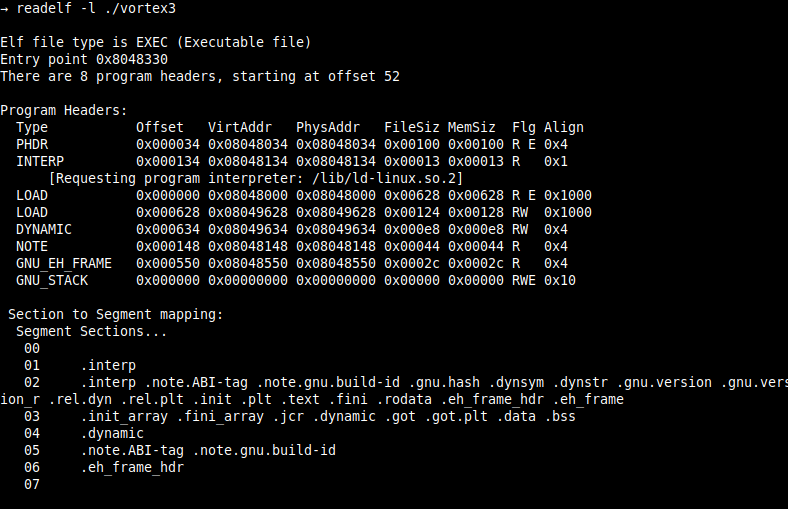 → readelf -l ./vortex3

Elf file type is EXEC (Executable file)
Entry point 0x8048330
There are 8 program headers, starting at offset 52

Program Headers:
  Type           Offset   VirtAddr   PhysAddr   FileSiz MemSiz  Flg Align
  PHDR           0x000034 0x08048034 0x08048034 0x00100 0x00100 R E 0x4
  INTERP         0x000134 0x08048134 0x08048134 0x00013 0x00013 R   0x1
      [Requesting program interpreter: /lib/ld-linux.so.2]
  LOAD           0x000000 0x08048000 0x08048000 0x00628 0x00628 R E 0x1000
  LOAD           0x000628 0x08049628 0x08049628 0x00124 0x00128 RW  0x1000
  DYNAMIC        0x000634 0x08049634 0x08049634 0x000e8 0x000e8 RW  0x4
  NOTE           0x000148 0x08048148 0x08048148 0x00044 0x00044 R   0x4
  GNU_EH_FRAME   0x000550 0x08048550 0x08048550 0x0002c 0x0002c R   0x4
  GNU_STACK      0x000000 0x00000000 0x00000000 0x00000 0x00000 RWE 0x10

 Section to Segment mapping:
  Segment Sections...
   00
   01     .interp
   02     .interp .note.ABI-tag .note.gnu.build-id .gnu.hash .dynsym .dynstr .gnu.version .gnu.vers
ion_r .rel.dyn .rel.plt .init .plt .text .fini .rodata .eh_frame_hdr .eh_frame
   03     .init_array .fini_array .jcr .dynamic .got .got.plt .data .bss
   04     .dynamic
   05     .note.ABI-tag .note.gnu.build-id
   06     .eh_frame_hdr
   07